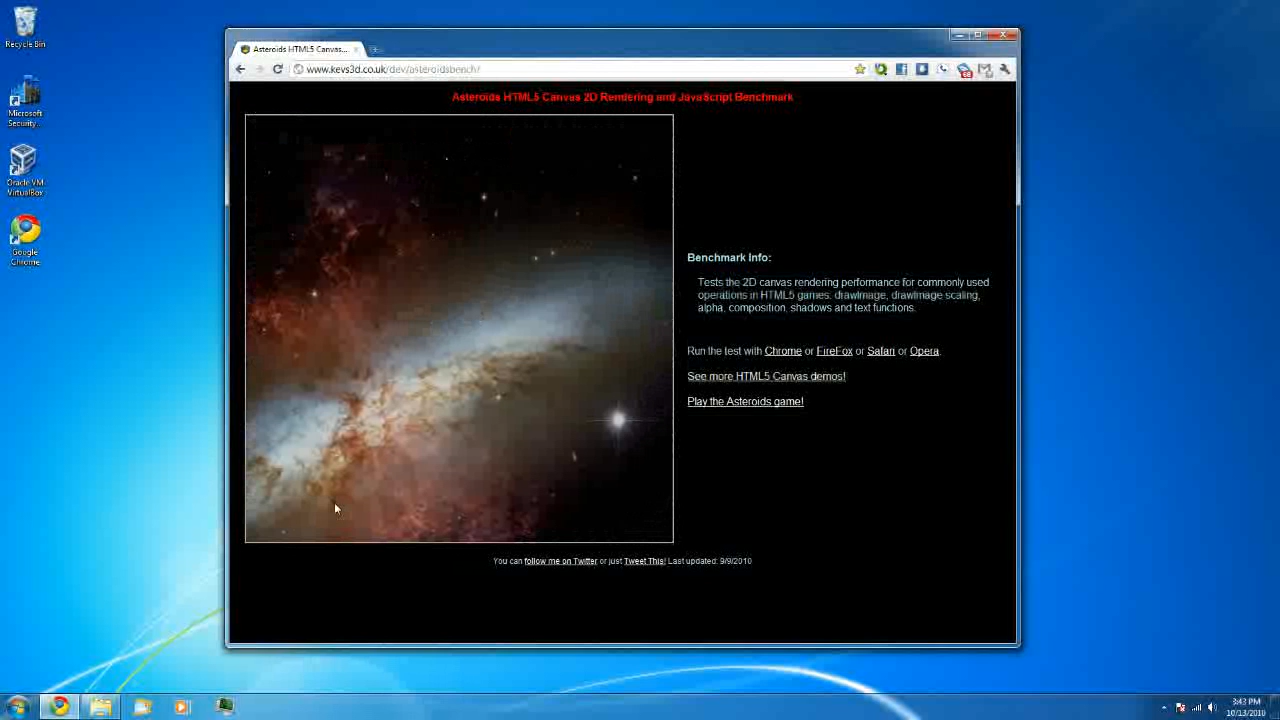 Recycle Bin
Microsoft
Security...
Oracle VM
VirtualBox
Google
Chrome
Asteroids HTML5 Canvas...
www.kevs3d.co.uk/dev/asteroidsbench/
68
Asteroids HTML5 Canvas 2D Rendering and JavaScript Benchmark
Benchmark Info:
Tests the 2D canvas rendering performance for commonly used
operations in HTML5 games: drawImage, drawImage scaling,
alpha, composition, shadows and text functions.
Run the test with Chrome or FireFox or Safari or Opera.
See more HTML5 Canvas demos!
Play the Asteroids game!
You can follow me on Twitter or just Tweet This! Last updated: 9/9/2010
3:43 PM
10/13/2010